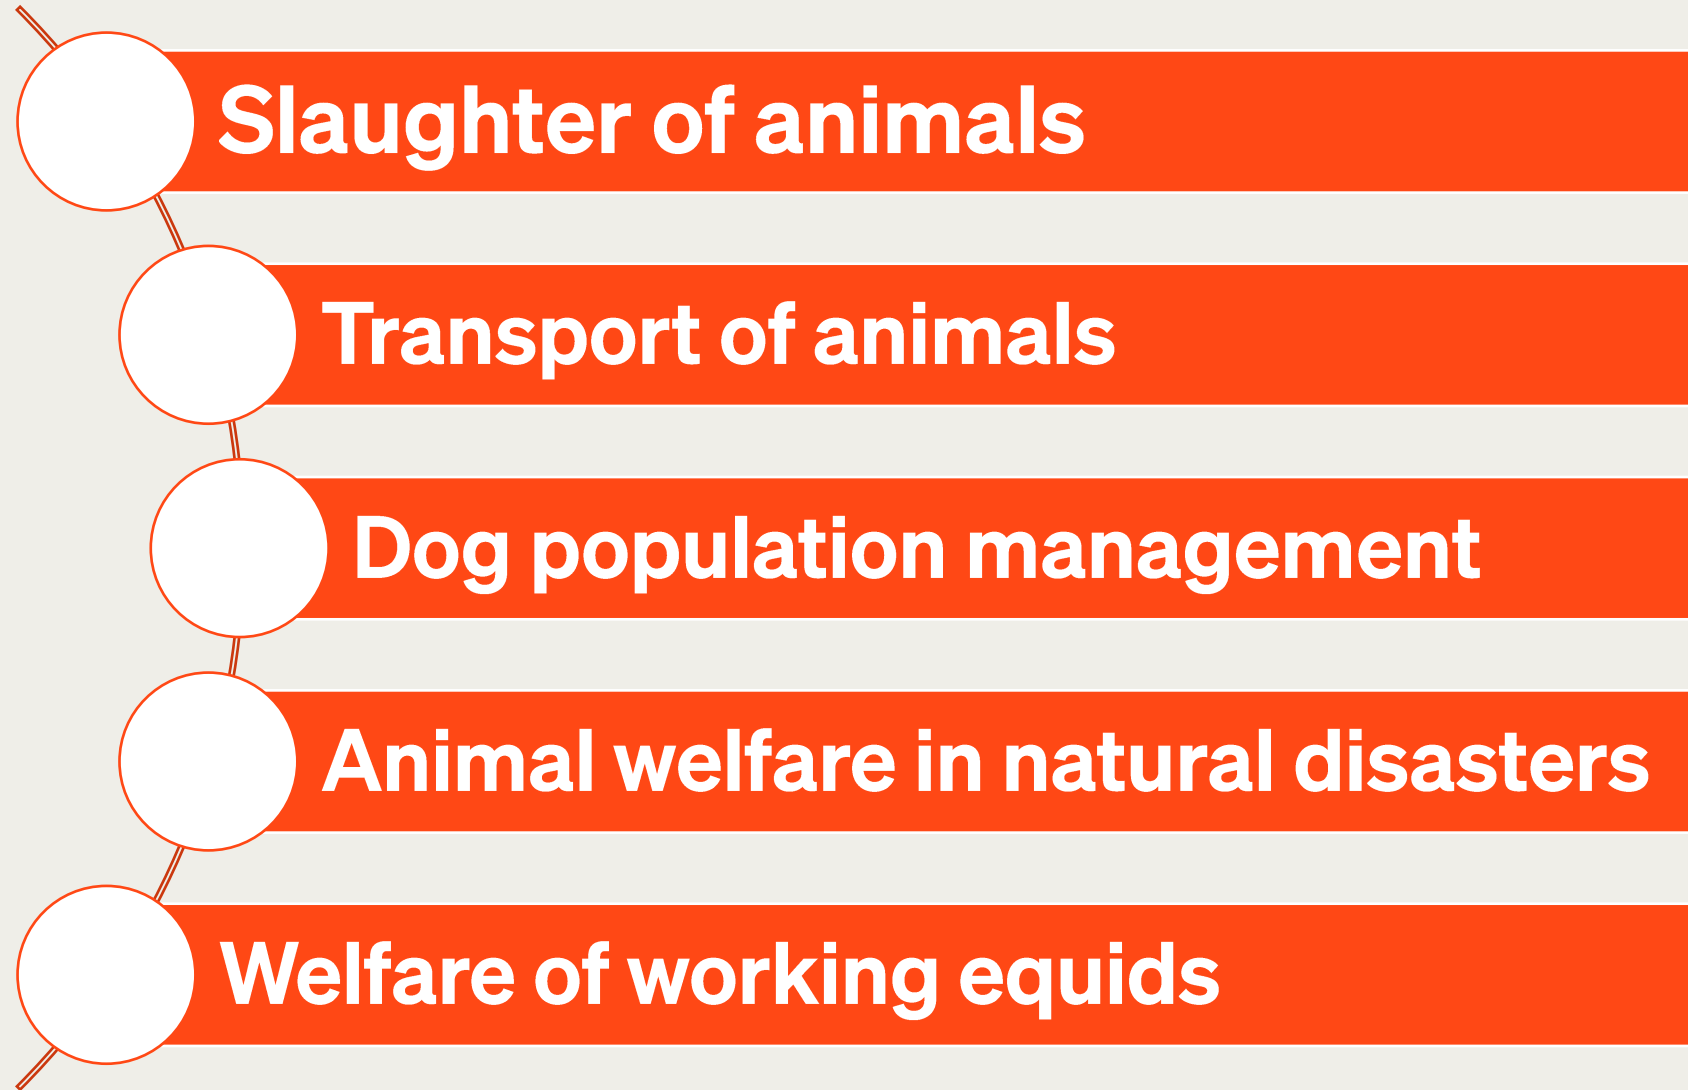 Slaughter of animals
Transport of animals
Dog population management
Animal welfare in natural disasters
Welfare of working equids